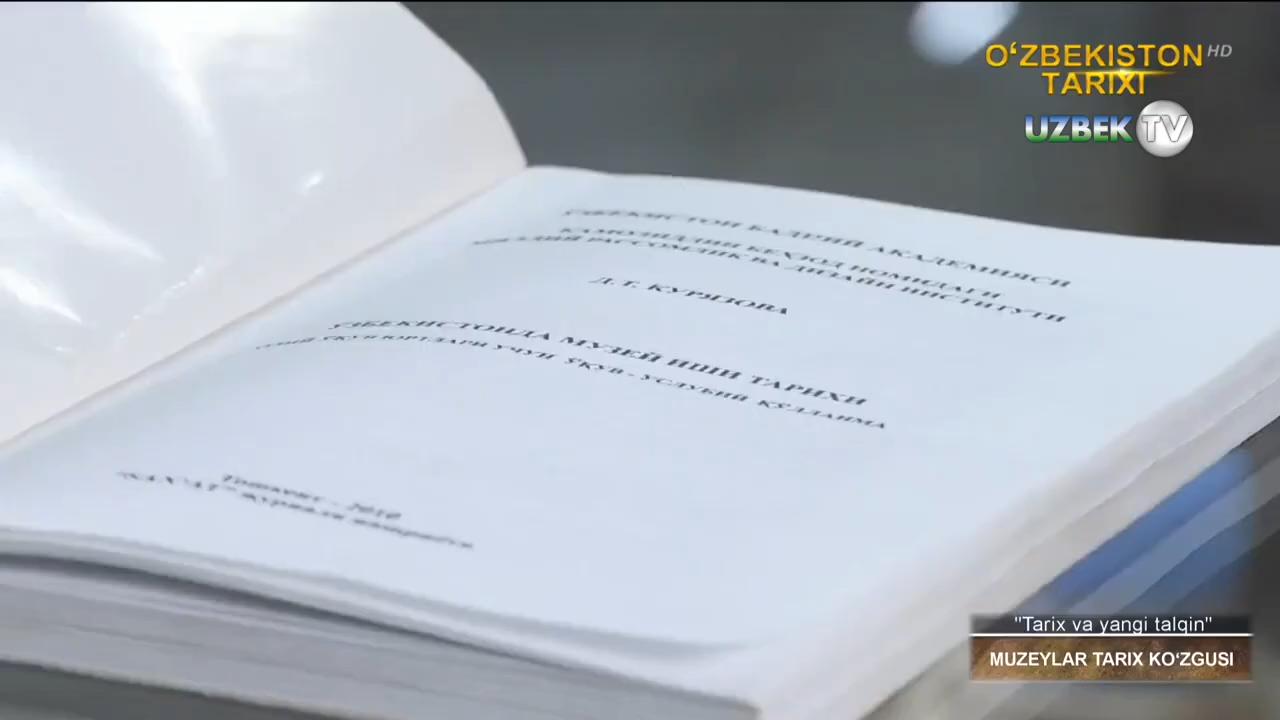 O‘ZBEKISTON HD
TARIXI
UZBEK TV
ЎЗБЕКИСТОН БАДИИЙ АКАДЕМИЯСИ
КАМОЛИДДИН БЕҲЗОД НОМИДАГИ
МИЛЛИЙ РАССОМЛИК ВА ДИЗАЙН ИНСТИТУТИ
Д. Г. КУРЯЗОВА
ЎЗБЕКИСТОНДА МУЗЕЙ ИШИ ТАРИХИ
ОЛИЙ ЎҚУВ ЮРТЛАРИ УЧУН ЎҚУВ - УСЛУБИЙ ҚЎЛЛАНМА
Тошкент - 2010
журнали нашриёти
"Tarix va yangi talqin"
MUZEYLAR TARIX KO‘ZGUSI